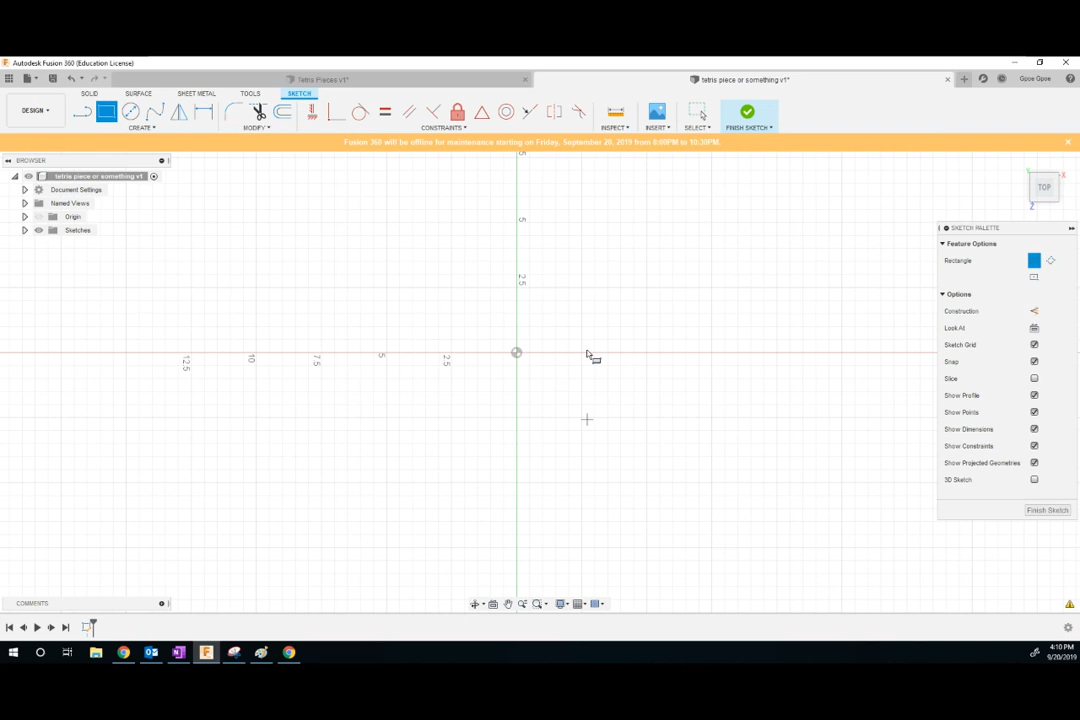 Autodesk Fusion 360 (Education License)
Tetris Pieces v1*
tetris piece or something v1*
Gpoe Gpoe
DESIGN
SOLID
SURFACE
SHEET METAL
TOOLS
SKETCH
CREATE
MODIFY
CONSTRAINTS
INSPECT
INSERT
SELECT
FINISH SKETCH
Fusion 360 will be offline for maintenance starting on Friday, September 20, 2019 from 8:00PM to 10:30PM.
BROWSER
tetris piece or something v1
Document Settings
Named Views
Origin
Sketches
5
5
2.5
12.5
10
7.5
5
2.5
TOP
X
Z
SKETCH PALETTE
Feature Options
Rectangle
Options
Construction
Look At
Sketch Grid
Snap
Slice
Show Profile
Show Points
Show Dimensions
Show Constraints
Show Projected Geometries
3D Sketch
Finish Sketch
COMMENTS
4:10 PM
9/20/2019